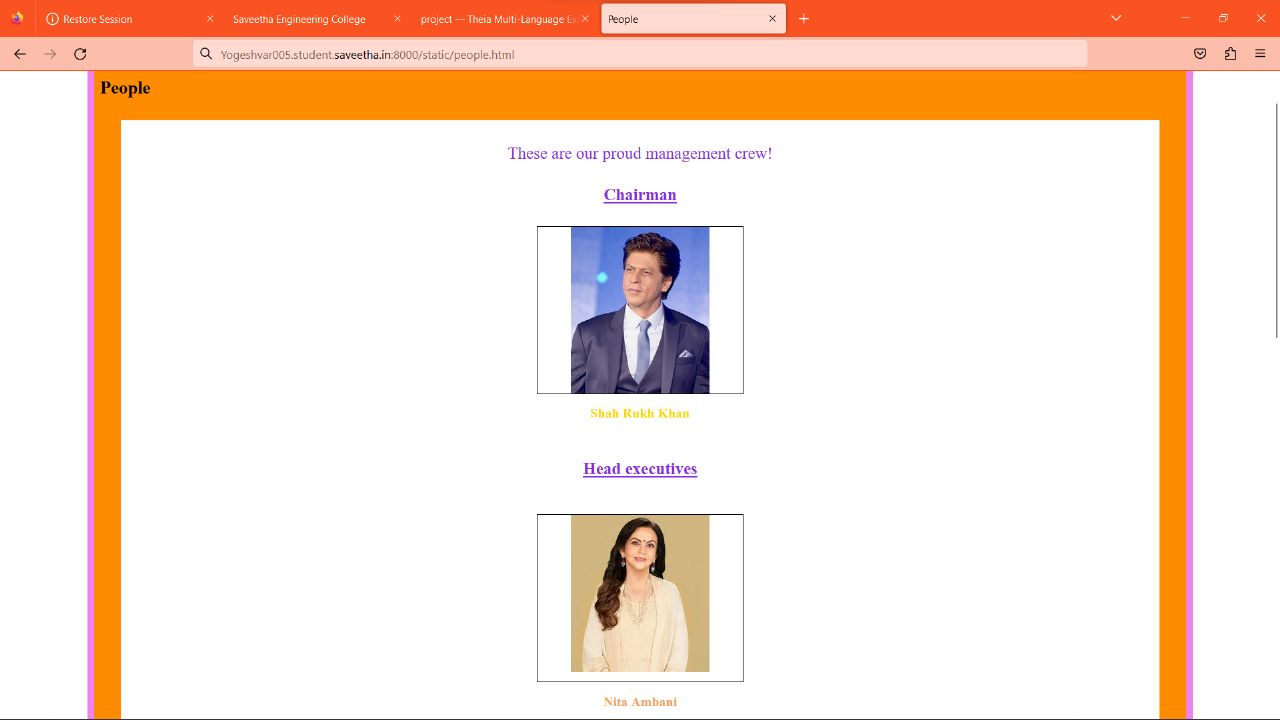 Restore Session
Saveetha Engineering College
project — Theia Multi-Language Ex
People
Yogeshvar005.student.saveetha.in:8000/static/people.html
People
These are our proud management crew!
Chairman
Shah Rukh Khan
Head executives
Nita Ambani